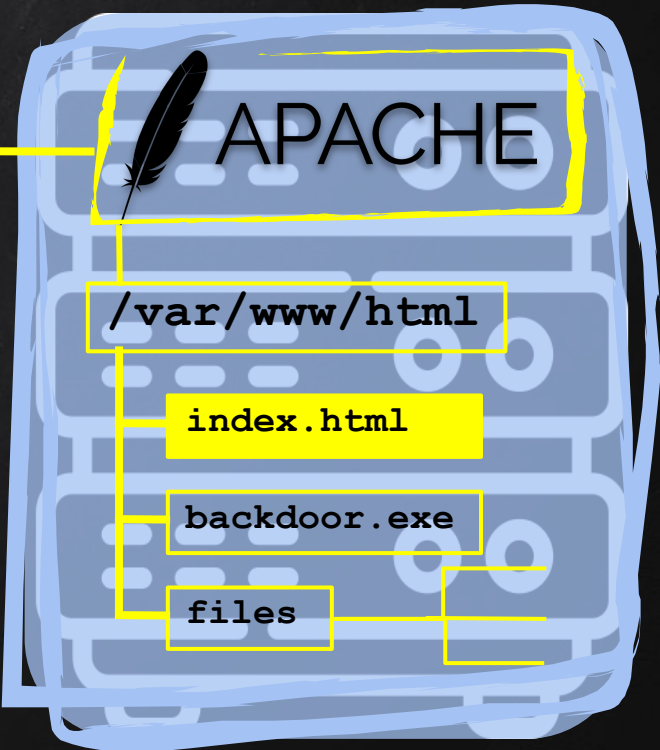 APACHE
/var/www/html
index.html
backdoor.exe
files